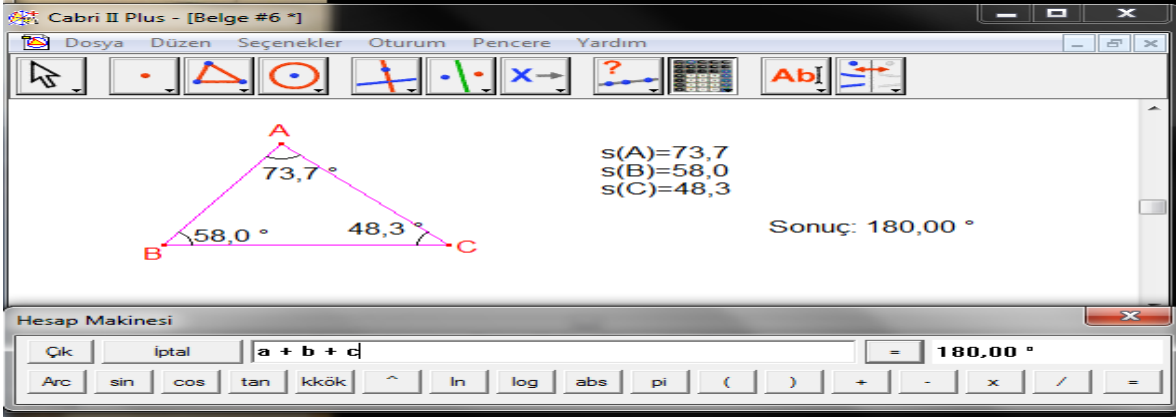 Cabri II Plus - [Belge #6 *]
Dosya Düzen Seçenekler Oturum Pencere Yardım
? X Ab
A
73,7 °
s(A)=73,7
s(B)=58,0
s(C)=48,3
B 58,0 ° 48,3 ° C
Sonuç: 180,00 °
Hesap Makinesi
Çık İptal a + b + c = 180,00 °
Arc sin cos tan kkök ^ ln log abs pi ( ) + - x / =